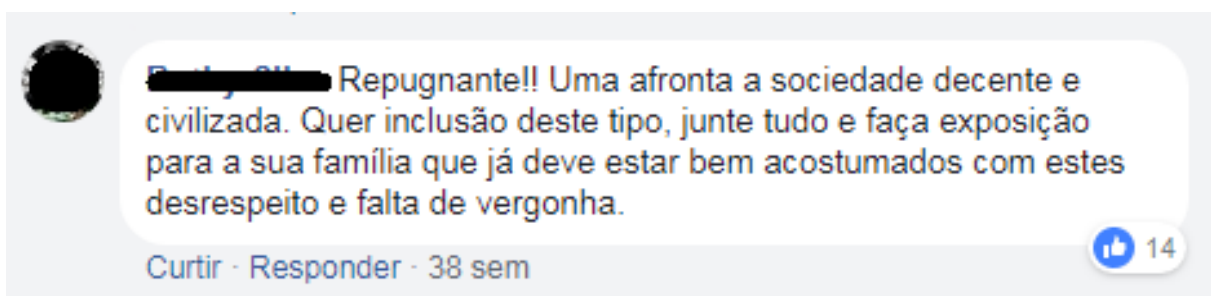 Repugnante!! Uma afronta a sociedade decente e
civilizada. Quer inclusão deste tipo, junte tudo e faça exposição
para a sua família que já deve estar bem acostumados com estes
desrespeito e falta de vergonha.
14
Curtir · Responder · 38 sem